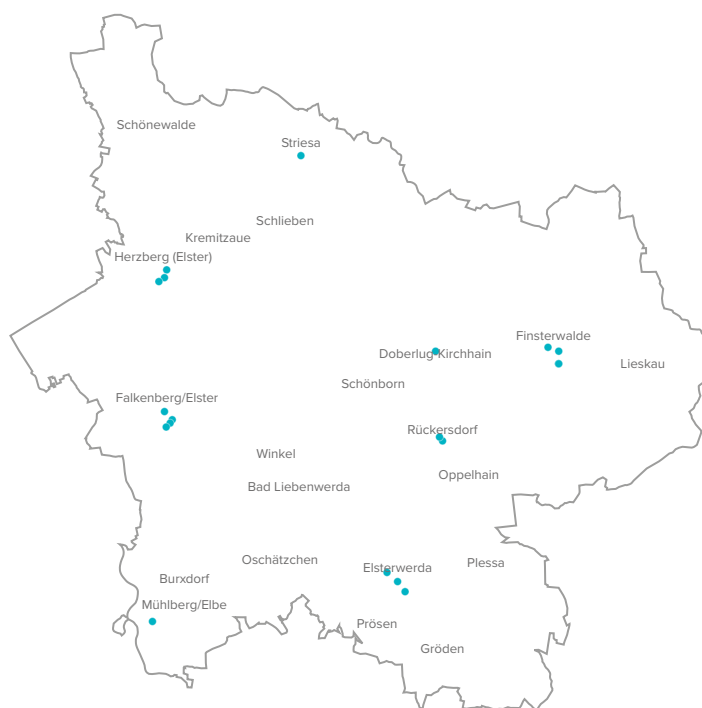 Schönewalde
Striesa
Schlieben
Kremitzaue
Herzberg (Elster)
Finsterwalde
Doberlug-Kirchhain
Lieskau
Schönborn
Falkenberg/Elster
Rückersdorf
Winkel
Oppelhain
Bad Liebenwerda
Oschätzchen
Plessa
Elsterwerda
Burxdorf
Mühlberg/Elbe
Prösen
Gröden